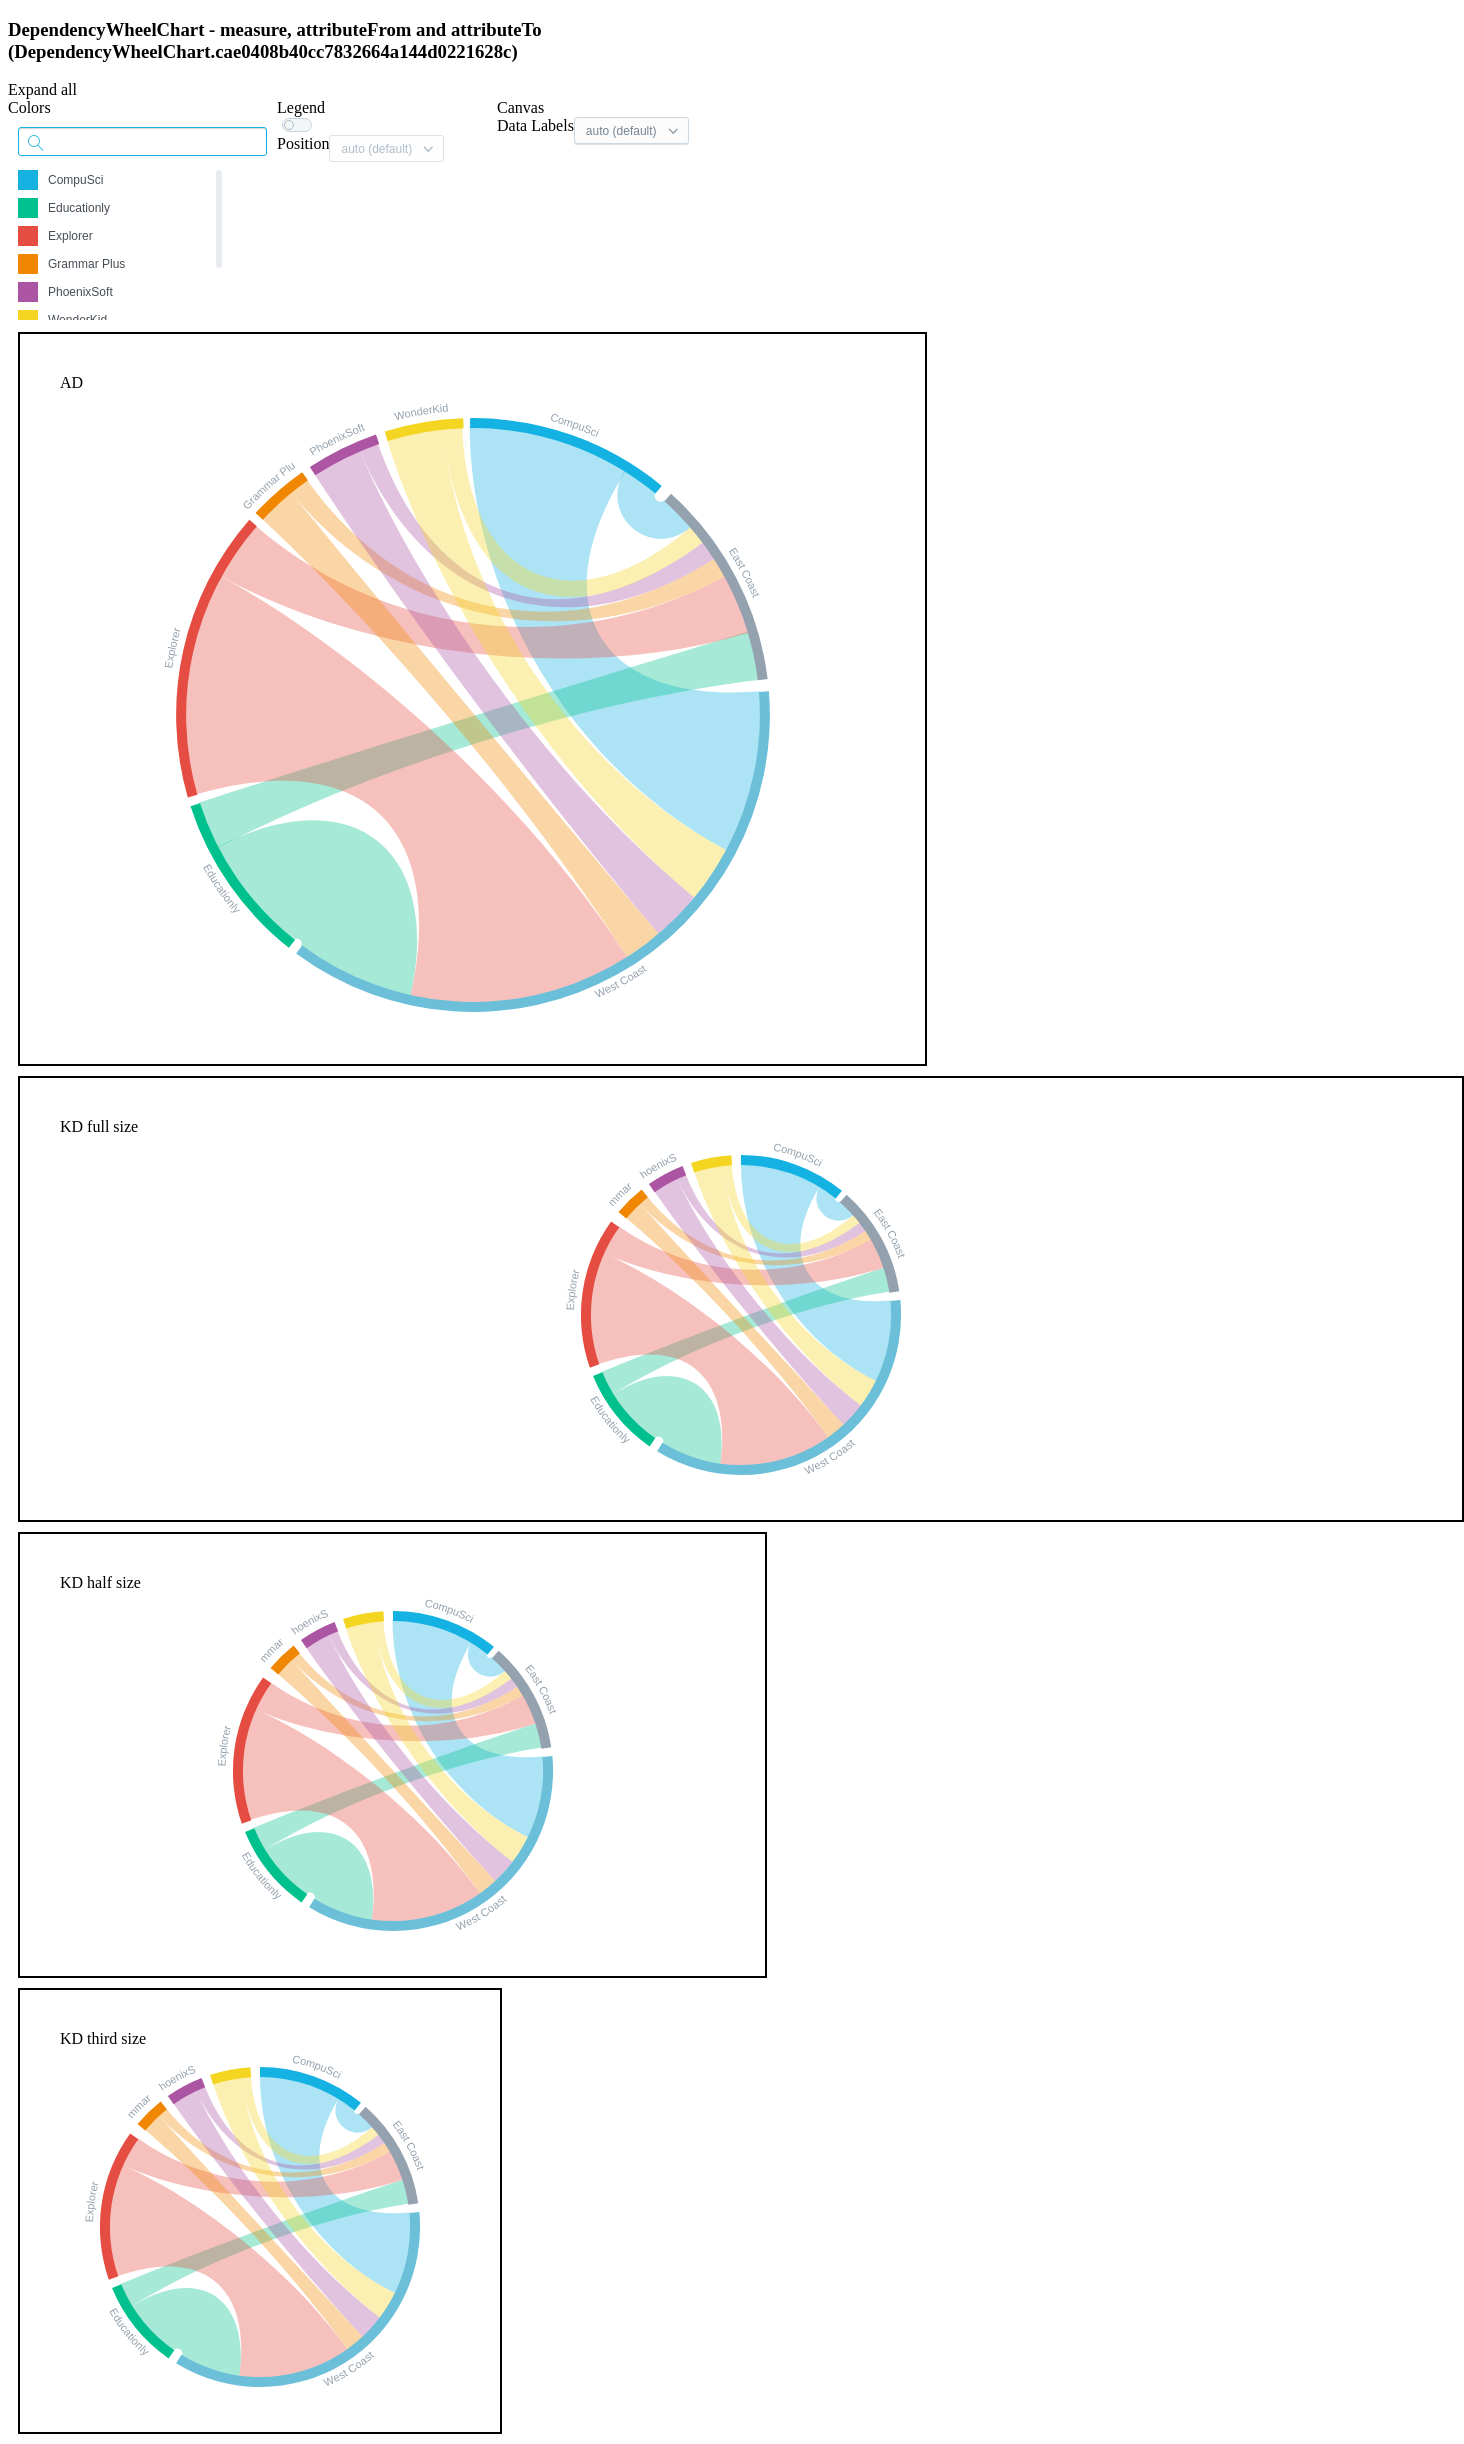 DependencyWheelChart - measure, attributeFrom and attributeTo
(DependencyWheelChart.cae0408b40cc7832664a144d0221628c)
Expand all
Colors
Legend
Canvas
Data Labels
auto (default)
Position
auto (default)
CompuSci
Educationly
Explorer
Grammar Plus
PhoenixSoft
WonderKid
AD
WonderKid
CompuSci
PhoenixSoft
Grammar Plu
East Coast
Explorer
Educationly
West Coast
KD full size
CompuSci
hoenixS
mmar
East Coast
Explorer
Educationly
West Coast
KD half size
CompuSci
hoenixS
mmar
East Coast
Explorer
Educationly
West Coast
KD third size
CompuSci
hoenixS
mmar
East Coast
Explorer
Educationly
West Coast